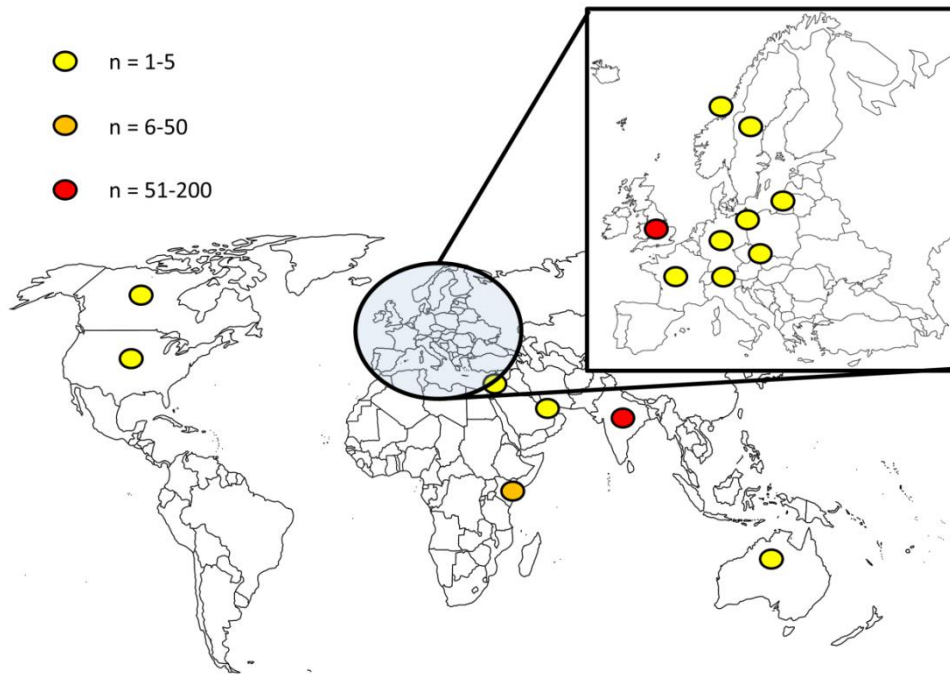 n = 1-5
n = 6-50
n = 51-200